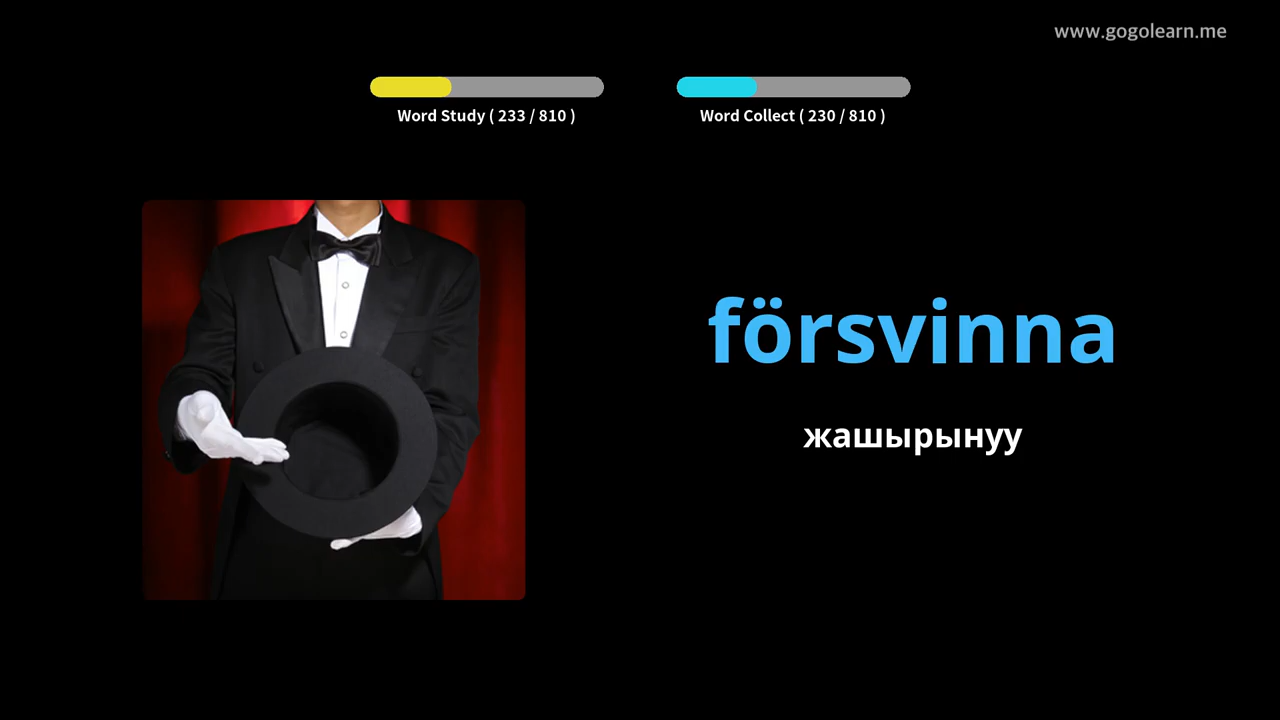 www.gogolearn.me
Word Study ( 233 / 810 )
Word Collect ( 230 / 810 )
försvinna
жашырынуу